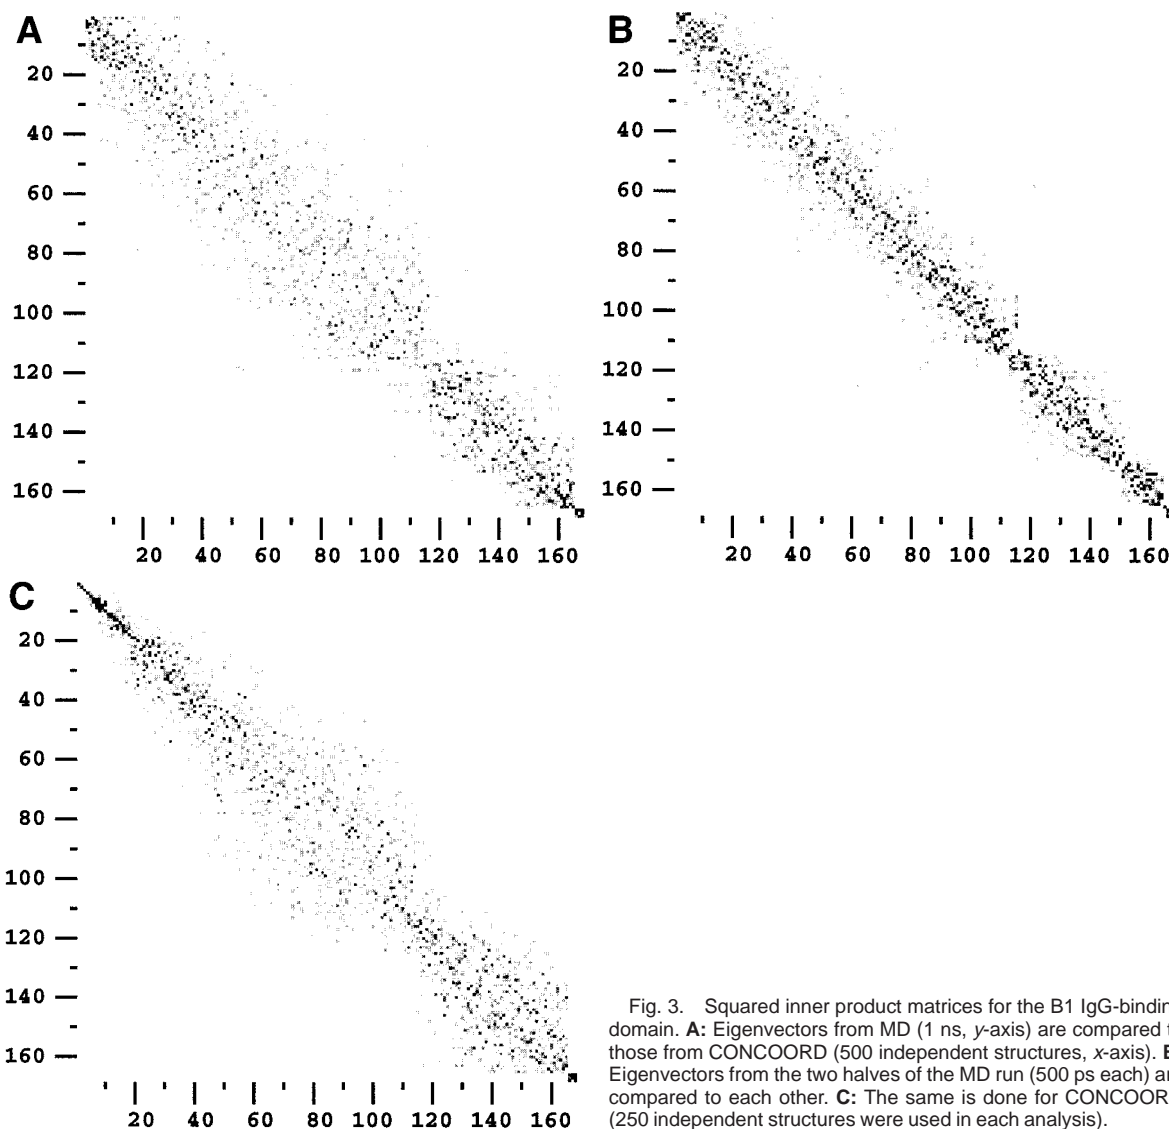 A
20
40
60
80
100
120
140
160
20 40 60 80 100 120 140 160
B
20
40
60
80
100
120
140
160
20 40 60 80 100 120 140 160
C
20
40
60
80
100
120
140
160
20 40 60 80 100 120 140 160
Fig. 3. Squared inner product matrices for the B1 IgG-bindin
domain. A: Eigenvectors from MD (1 ns, y-axis) are compared t
those from CONCOORD (500 independent structures, x-axis).
Eigenvectors from the two halves of the MD run (500 ps each) ar
compared to each other. C: The same is done for CONCOOR
(250 independent structures were used in each analysis).